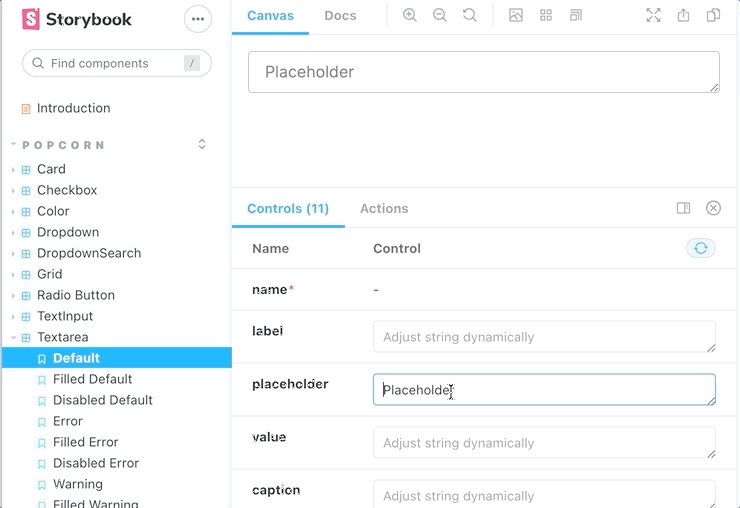 Storybook
Find components /
Introduction
POPCORN
Card
Checkbox
Color
Dropdown
DropdownSearch
Grid
Radio Button
TextInput
Textarea
Default
Filled Default
Disabled Default
Error
Filled Error
Disabled Error
Warning
Filled Warning
Canvas Docs
Placeholder
Controls (11) Actions
Name Control
name* -
label Adjust string dynamically
placeholder Placeholder
value Adjust string dynamically
caption Adjust string dynamically